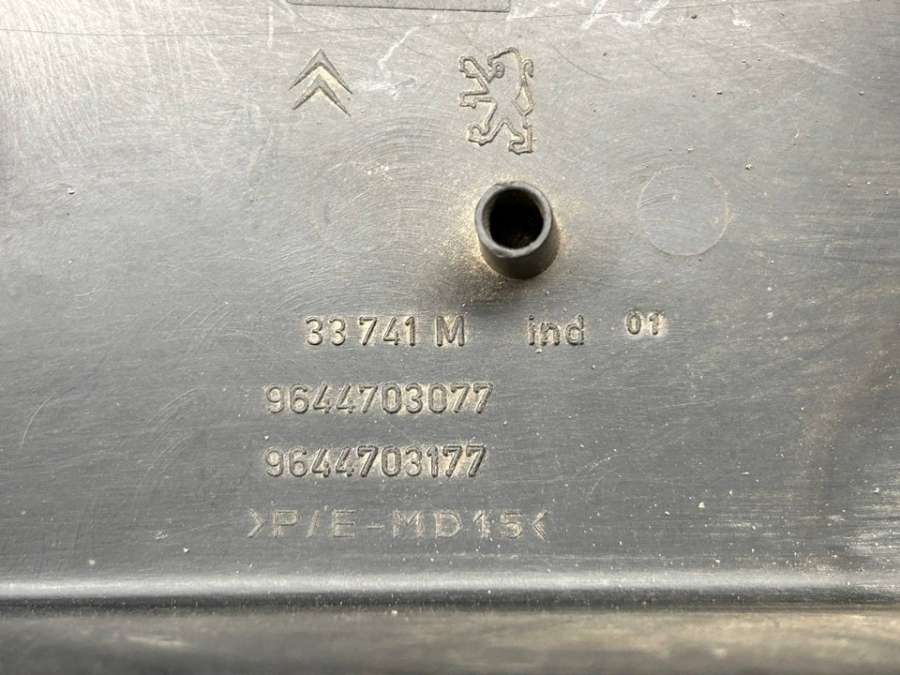 33 741 M ind 01
9644703077
9644703177
>P/E-MD15<